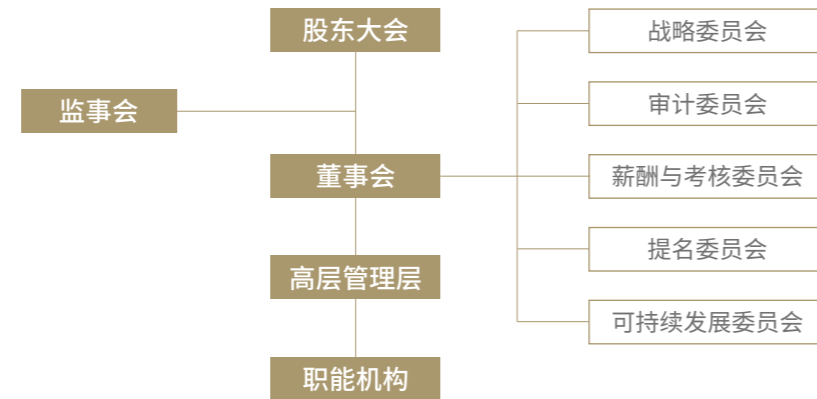 股东大会
监事会
董事会
高层管理层
职能机构
战略委员会
审计委员会
薪酬与考核委员会
提名委员会
可持续发展委员会